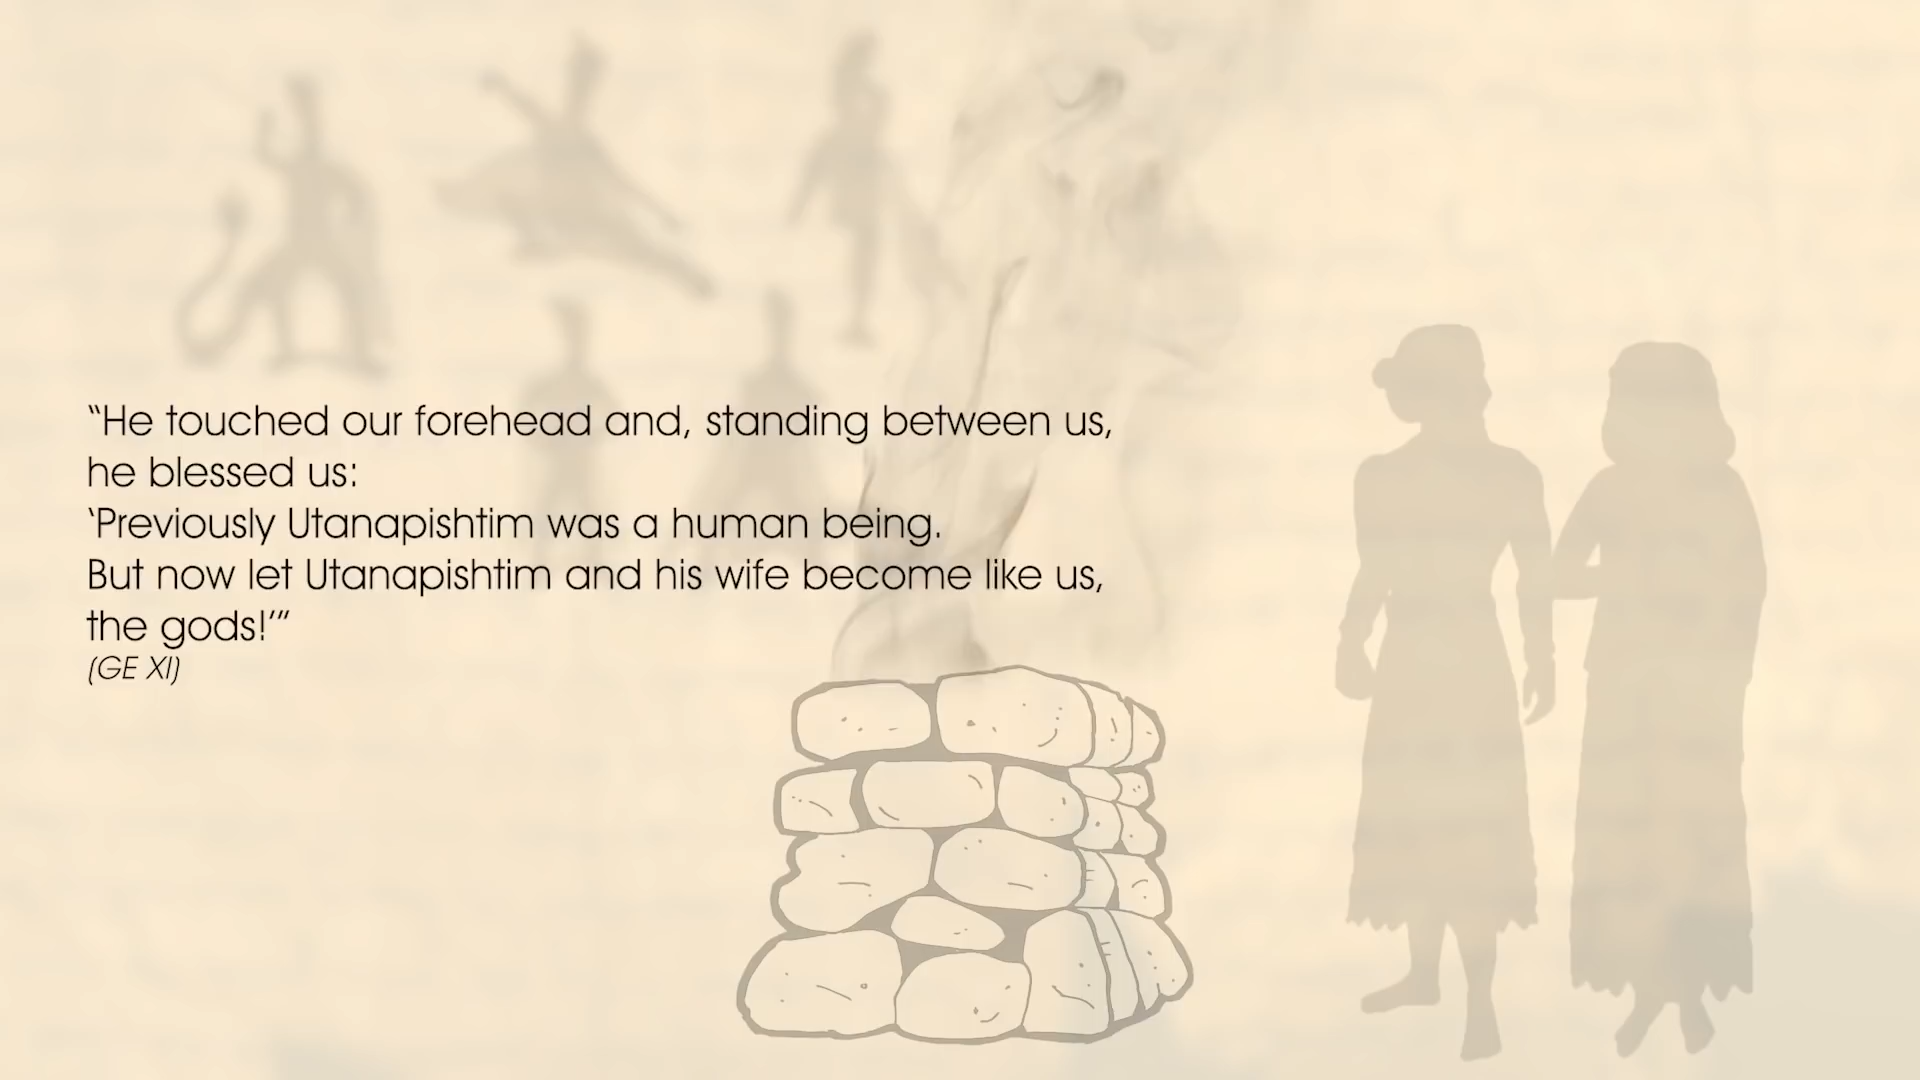 “He touched our forehead and, standing between us,
he blessed us:
‘Previously Utanapishtim was a human being.
But now let Utanapishtim and his wife become like us,
the gods!’”
(GE XI)